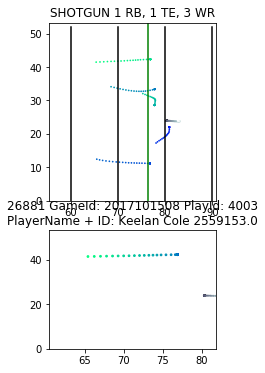 SHOTGUN 1 RB, 1 TE, 3 WR
50
40
30
20
10
0
60 70 80 90
26881 GameId: 2017101508 PlayId: 4003
PlayerName + ID: Keelan Cole 2559153.0
40
20
0
65 70 75 80